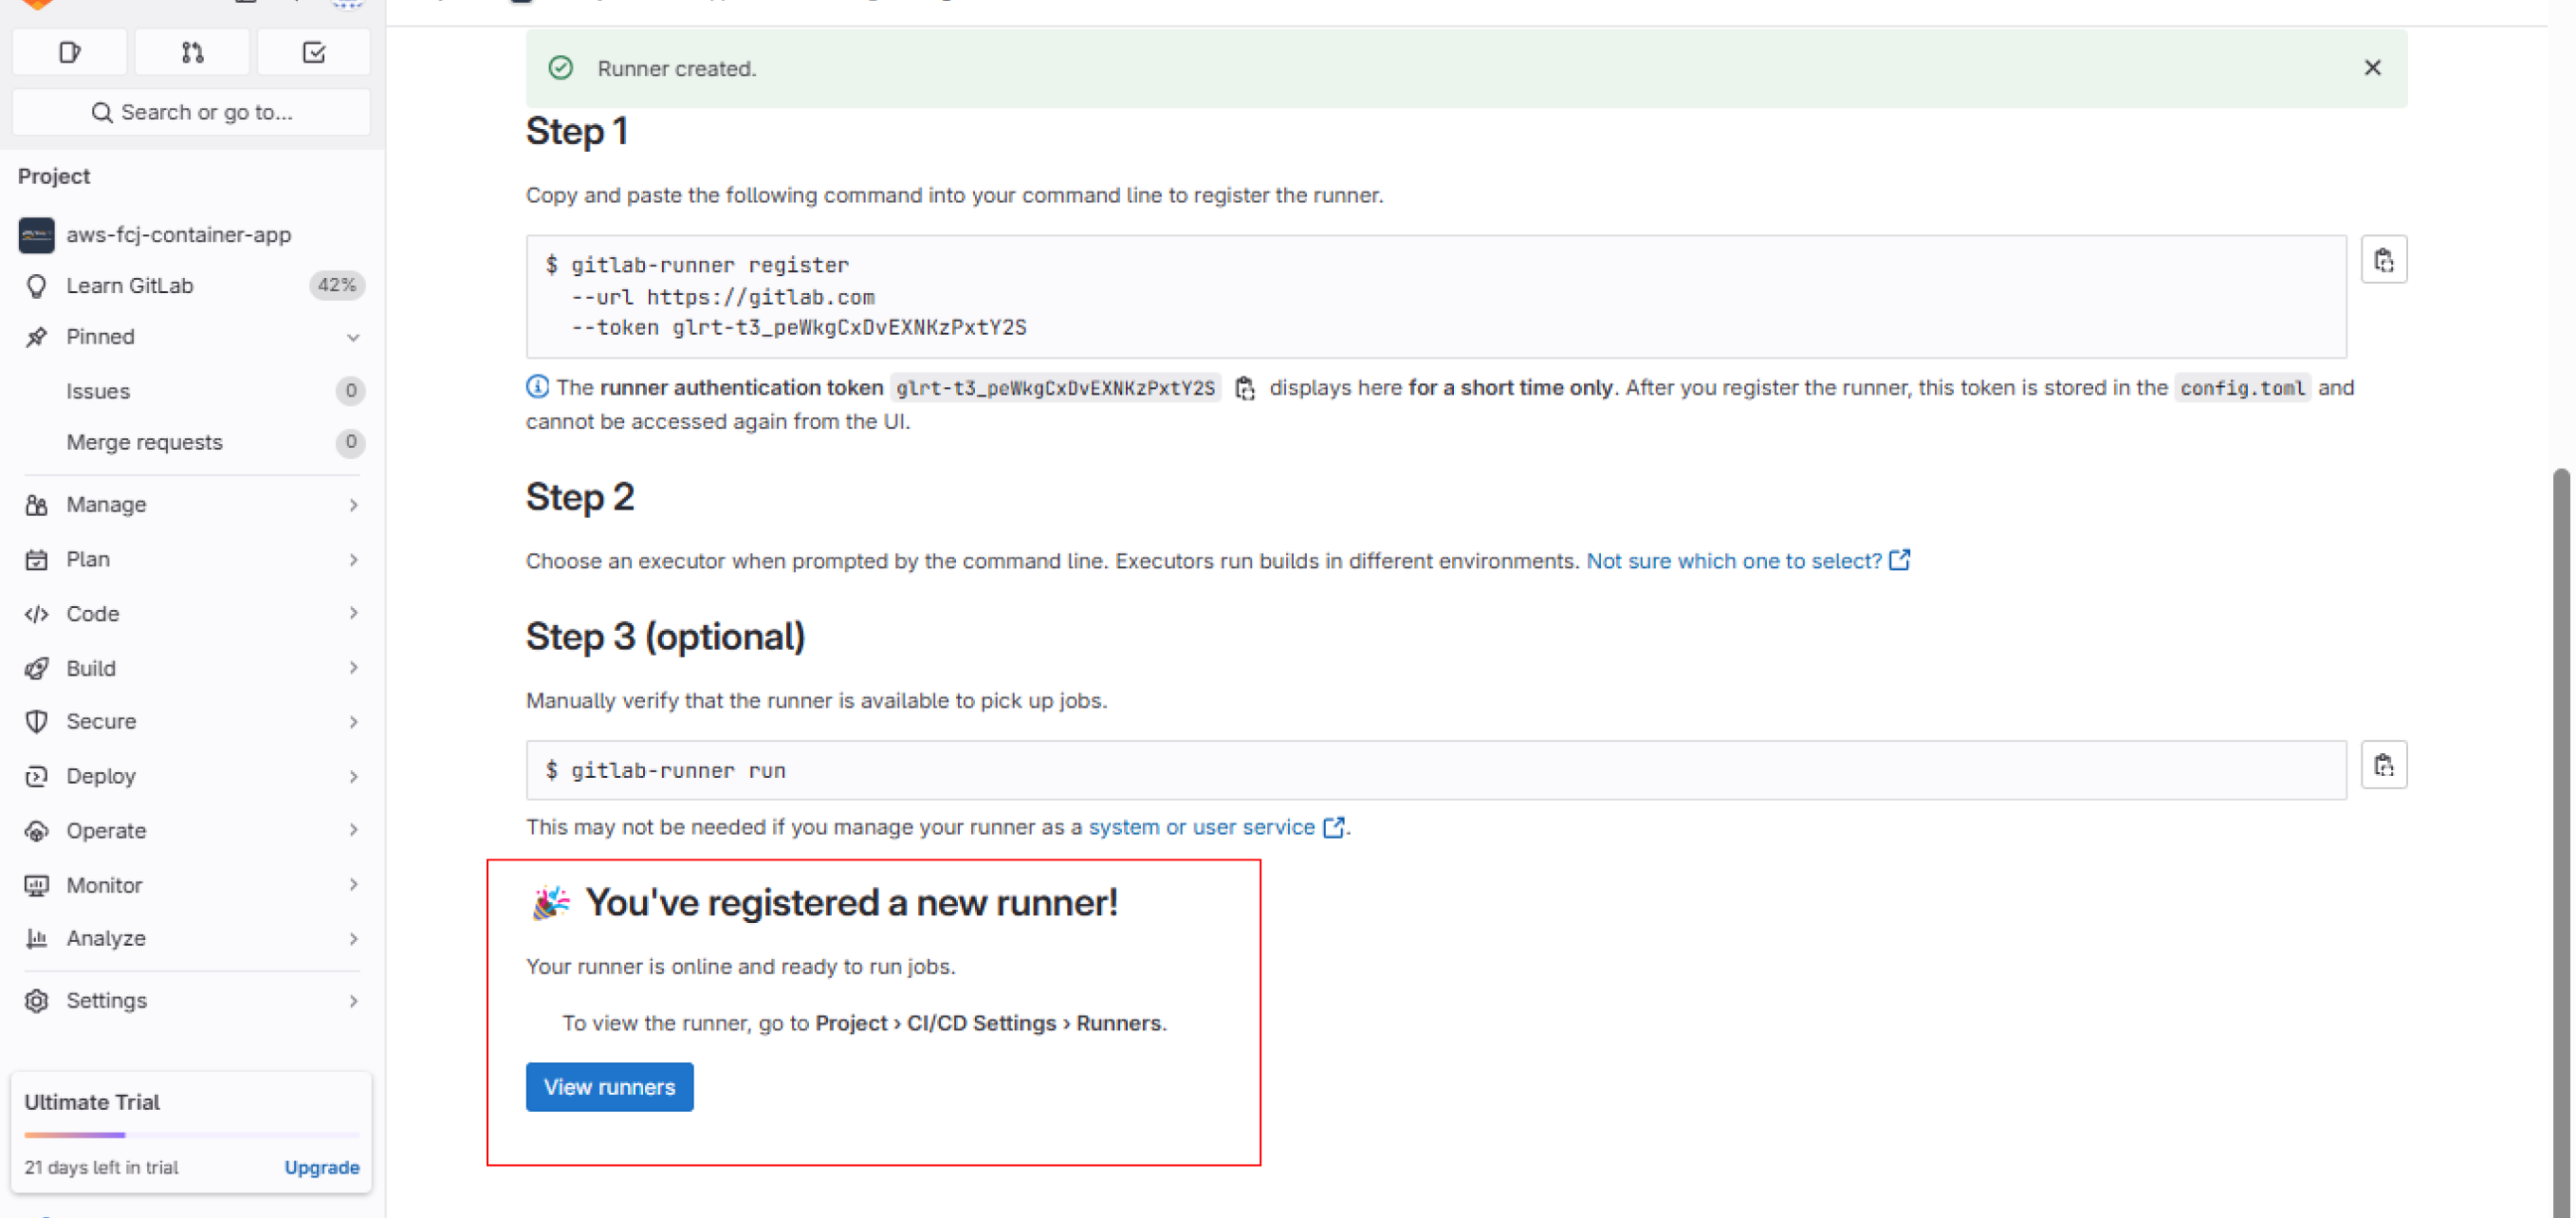 Search or go to...
Project
aws-fcj-container-app
Learn GitLab 42%
Pinned
Issues 0
Merge requests 0
Manage
Plan
Code
Build
Secure
Deploy
Operate
Monitor
Analyze
Settings
Ultimate Trial
21 days left in trial Upgrade
Runner created.
Step 1
Copy and paste the following command into your command line to register the runner.
$ gitlab-runner register
--url https://gitlab.com
--token glrt-t3_peWkgCxDvEXNKzPxtY2S
The runner authentication token glrt-t3_peWkgCxDvEXNKzPxtY2S displays here for a short time only. After you register the runner, this token is stored in the config.toml and
cannot be accessed again from the UI.
Step 2
Choose an executor when prompted by the command line. Executors run builds in different environments. Not sure which one to select?
Step 3 (optional)
Manually verify that the runner is available to pick up jobs.
$ gitlab-runner run
This may not be needed if you manage your runner as a system or user service.
You've registered a new runner!
Your runner is online and ready to run jobs.
To view the runner, go to Project › CI/CD Settings › Runners.
View runners